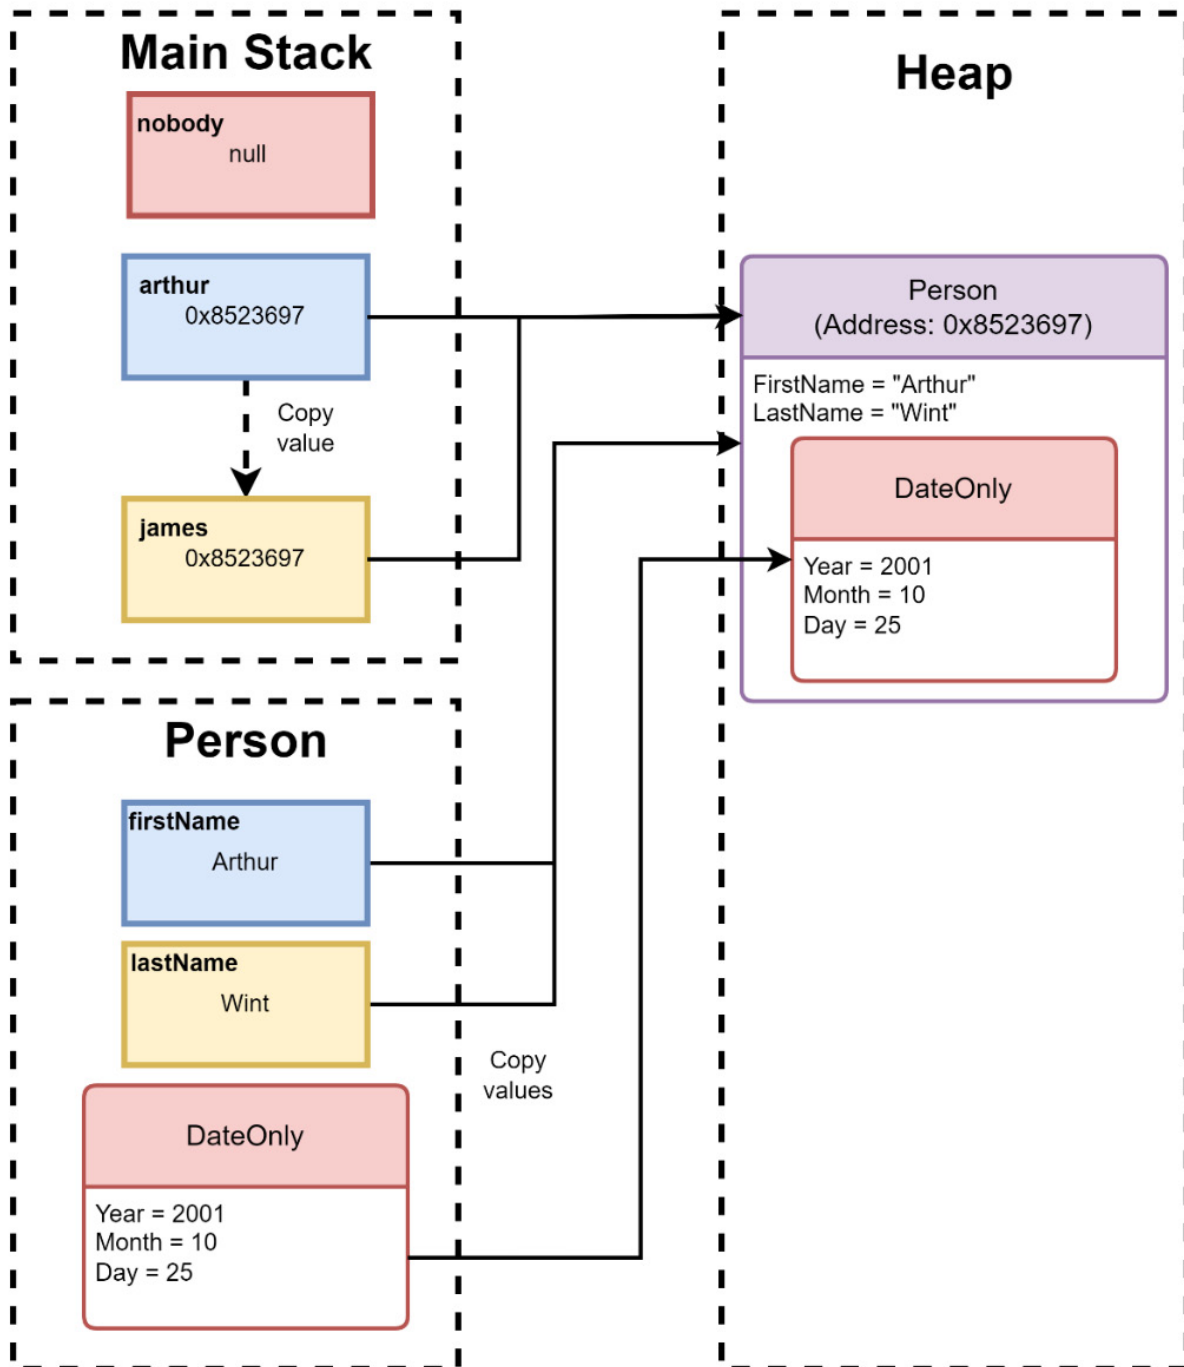 Main Stack
nobody
null
arthur
0x8523697
Copy
value
james
0x8523697
Heap
Person
(Address: 0x8523697)
FirstName = "Arthur"
LastName = "Wint"
DateOnly
Year = 2001
Month = 10
Day = 25
Person
firstName
Arthur
lastName
Wint
Copy
values
DateOnly
Year = 2001
Month = 10
Day = 25